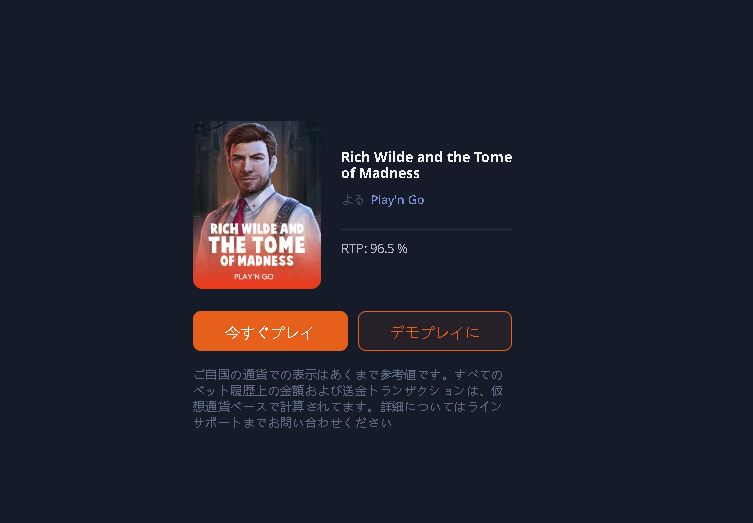 Rich Wilde and the Tome
of Madness
よる Play'n Go
RTP: 96.5 %
RICH WILDE AND
THE TOME
OF MADNESS
PLAY'N GO
今すぐプレイ
デモプレイに
ご自国の通貨での表示はあくまで参考値です。すべての
ベット履歴上の金額および送金トランザクションは、仮
想通貨ベースで計算されてます。詳細についてはライン
サポートまでお問い合わせください